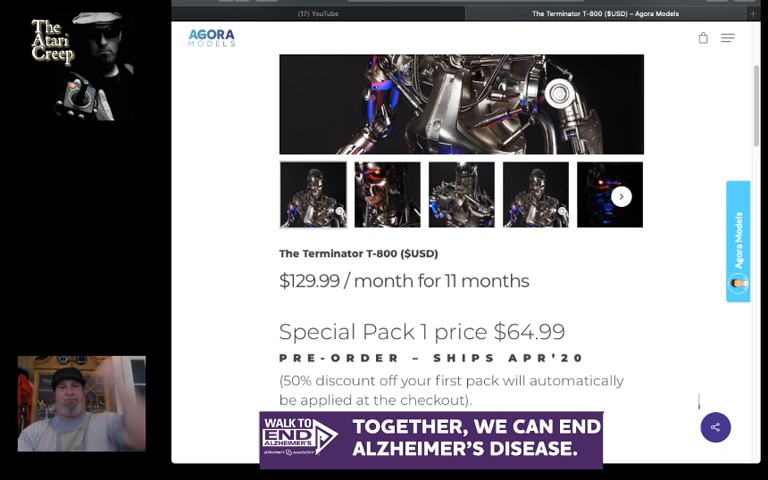 (17) YouTube
The Terminator T-800 ($USD) – Agora Models
The
Atari
Creep
AGORA
MODELS
Agora Models
The Terminator T-800 ($USD)
$129.99 / month for 11 months
Special Pack 1 price $64.99
PRE-ORDER – SHIPS APR'20
(50% discount off your first pack will automatically
be applied at the checkout).
WALK TO
END
ALZHEIMER'S
alzheimer's association
TOGETHER, WE CAN END
ALZHEIMER'S DISEASE.